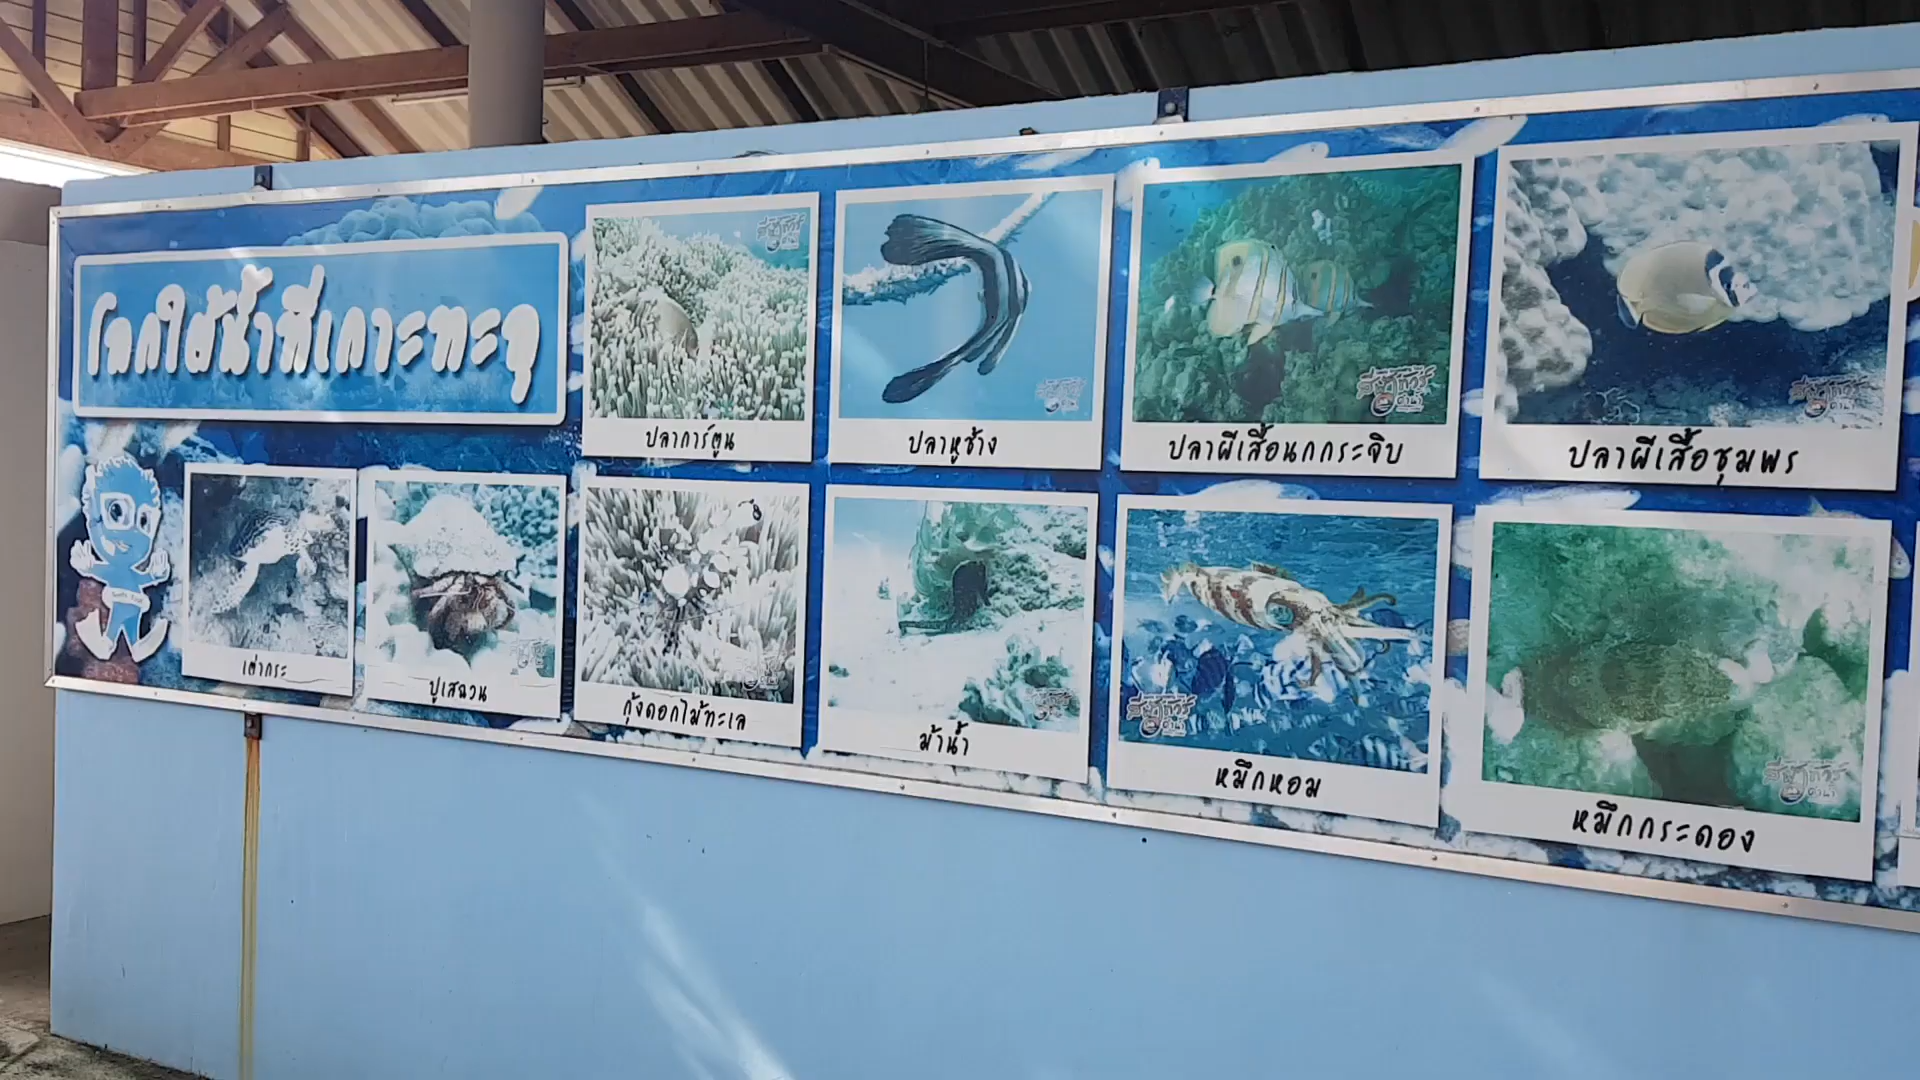 โลกใต้น้ำที่เกาะทะลุ
ปลาการ์ตูน
ปลาหูช้าง
ปลาผีเสื้อนกกระจิบ
ปลาผีเสื้อชุมพร
เต่ากระ
ปูเสฉวน
กุ้งดอกไม้ทะเล
ม้าน้ำ
หมึกหอม
หมึกกระดอง